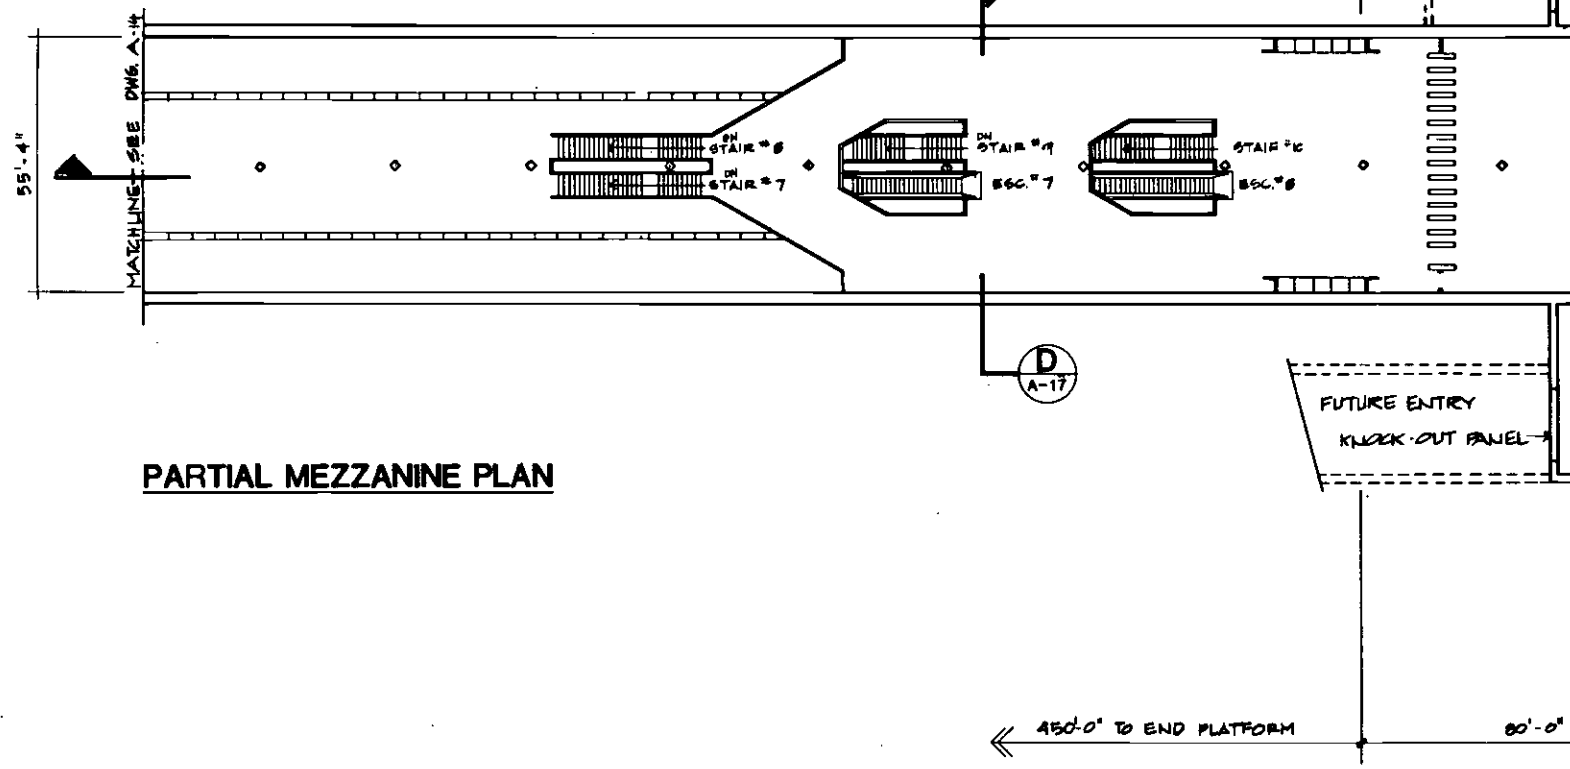 MATCHLINE - SEE DWG. A-14
55'-4"
DN
STAIR #8
DN
STAIR #7
DN
STAIR #9
ESC. #7
STAIR #10
ESC. #8
D
A-17
FUTURE ENTRY
KNOCK-OUT PANEL
PARTIAL MEZZANINE PLAN
450'-0" TO END PLATFORM
80'-0"